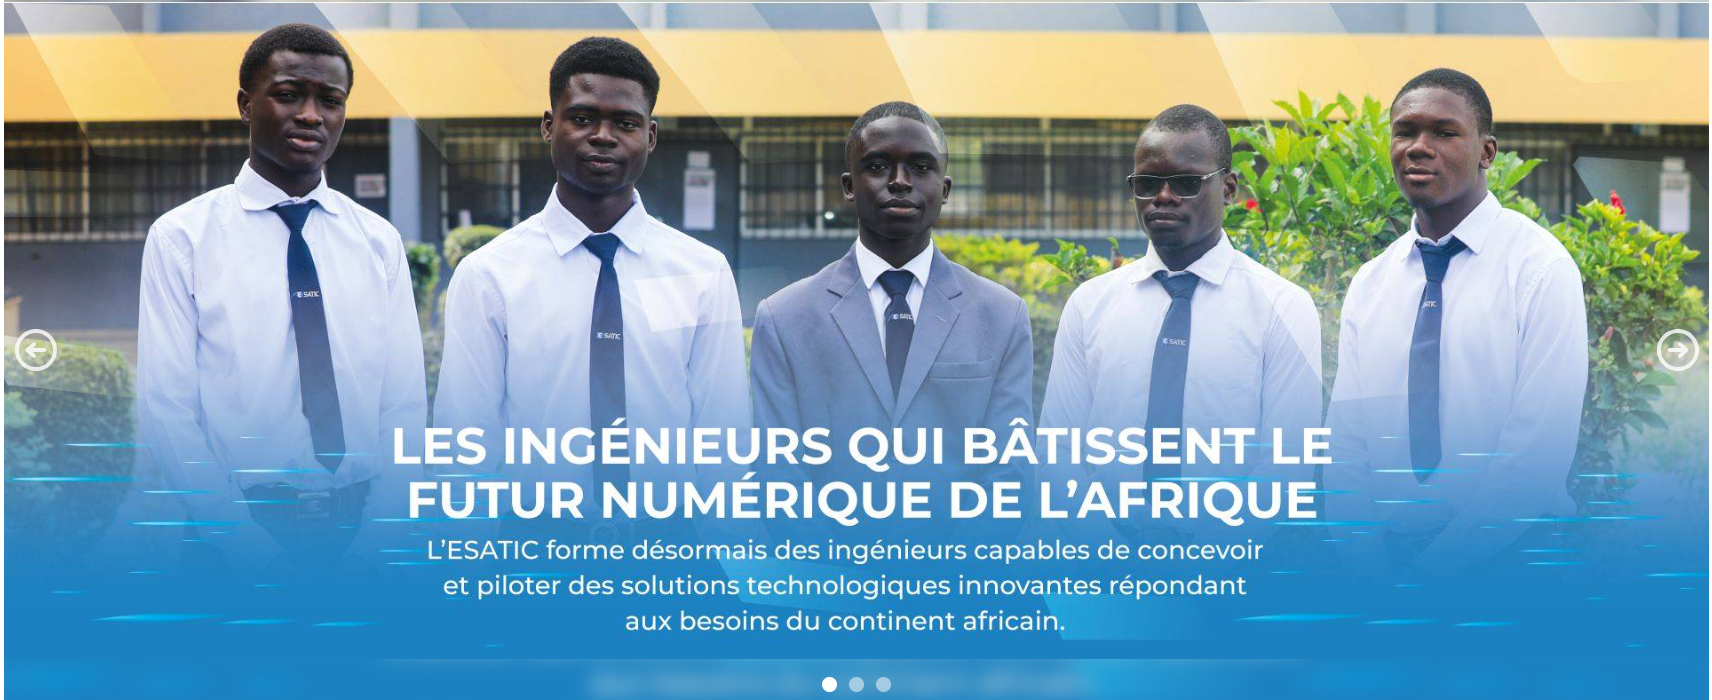 LES INGÉNIEURS QUI BÂTISSENT LE
FUTUR NUMÉRIQUE DE L’AFRIQUE
L’ESATIC forme désormais des ingénieurs capables de concevoir
et piloter des solutions technologiques innovantes répondant
aux besoins du continent africain.